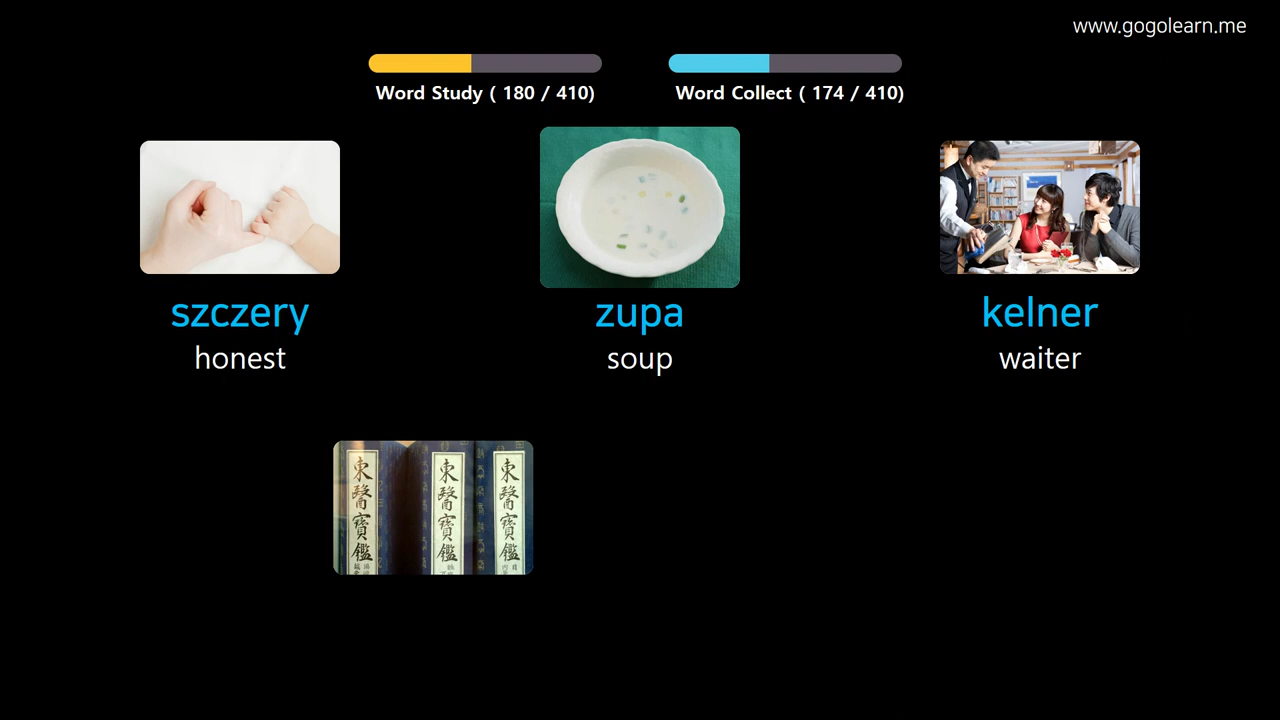 www.gogolearn.me
Word Study ( 180 / 410)
Word Collect ( 174 / 410)
szczery
honest
zupa
soup
kelner
waiter
東醫寶鑑
東醫寶鑑
東醫寶鑑